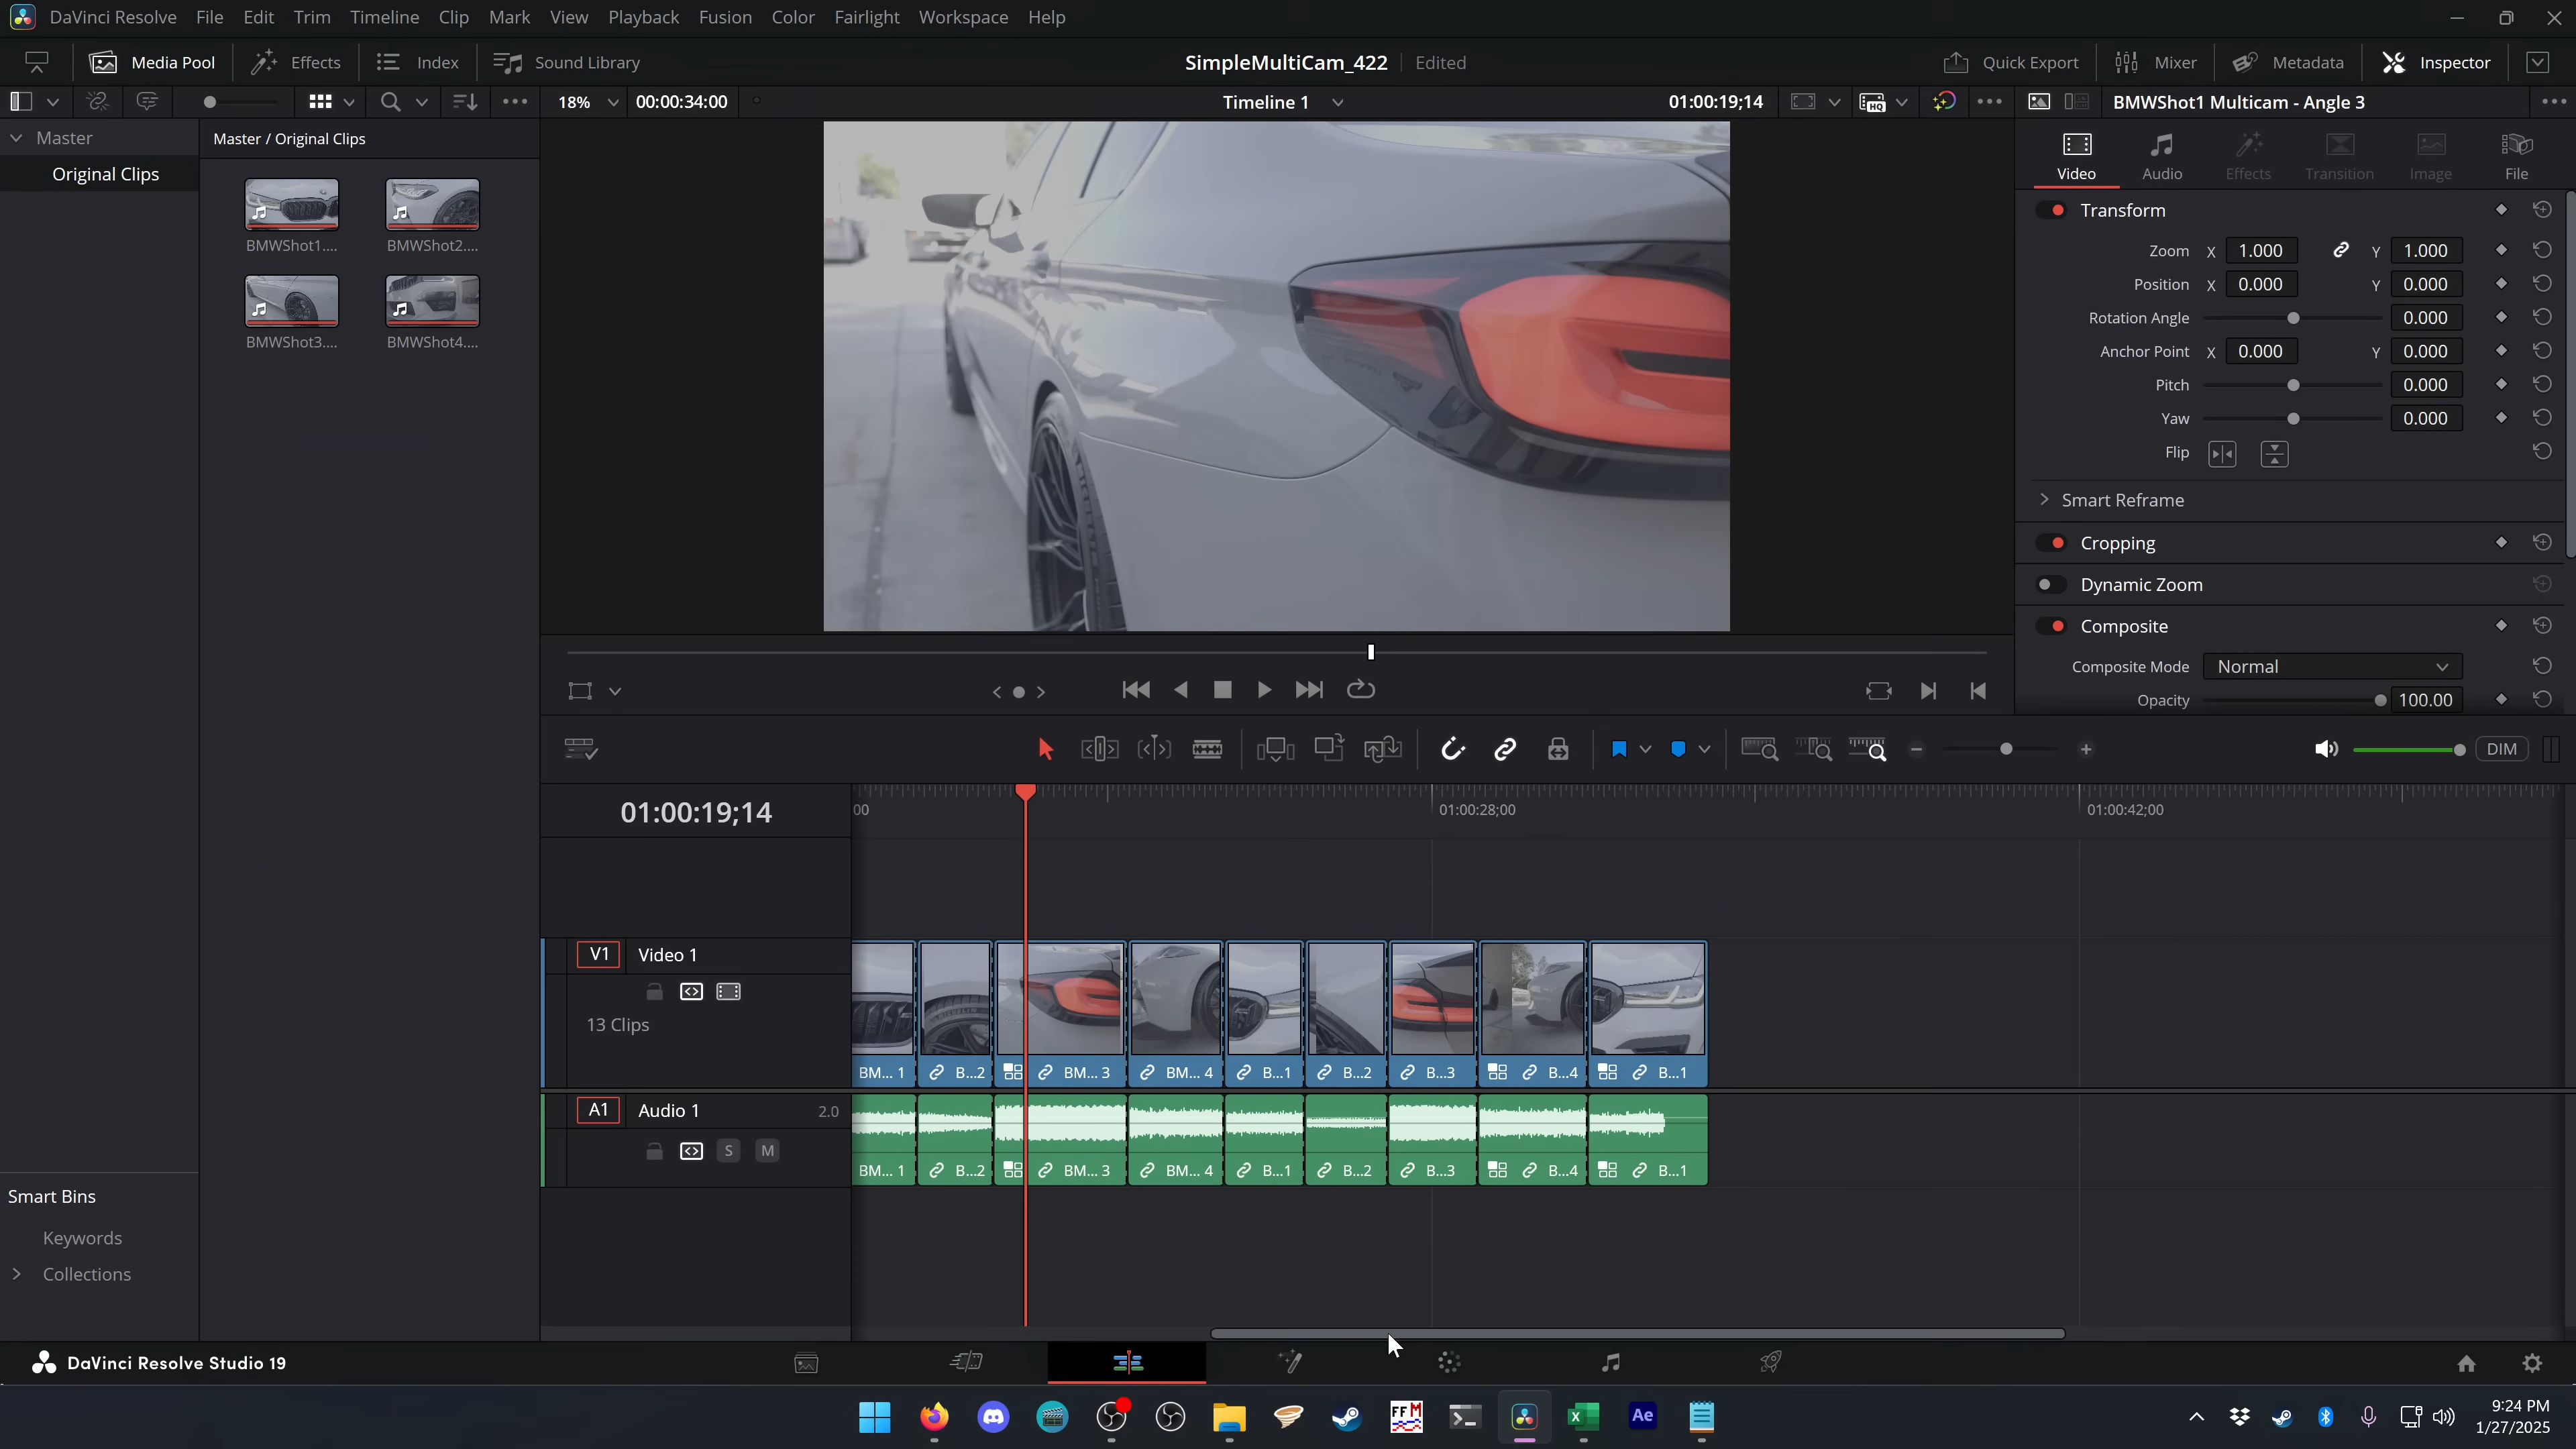 DaVinci Resolve File Edit Trim Timeline Clip Mark View Playback Fusion Color Fairlight Workspace Help
Media Pool Effects Index Sound Library SimpleMultiCam_422 Edited Quick Export Mixer Metadata Inspector
18% 00:00:34:00 Timeline 1 01:00:19;14 HQ BMWShot1 Multicam - Angle 3
Master
Original Clips
Master / Original Clips
BMWShot1.... BMWShot2....
BMWShot3.... BMWShot4....
Video Audio Effects Transition Image File
Transform
Zoom X 1.000 Y 1.000
Position X 0.000 Y 0.000
Rotation Angle 0.000
Anchor Point X 0.000 Y 0.000
Pitch 0.000
Yaw 0.000
Flip
Smart Reframe
Cropping
Dynamic Zoom
Composite
Composite Mode Normal
Opacity 100.00
DIM
01:00:19;14 00 01:00:28;00 01:00:42;00
V1 Video 1
13 Clips
BM... 1 B...2 BM... 3 BM... 4 B...1 B...2 B...3 B...4 B...1
A1 Audio 1 2.0
S M
BM... 1 B...2 BM... 3 BM... 4 B...1 B...2 B...3 B...4 B...1
Smart Bins
Keywords
Collections
DaVinci Resolve Studio 19
FFM Ae
9:24 PM
1/27/2025